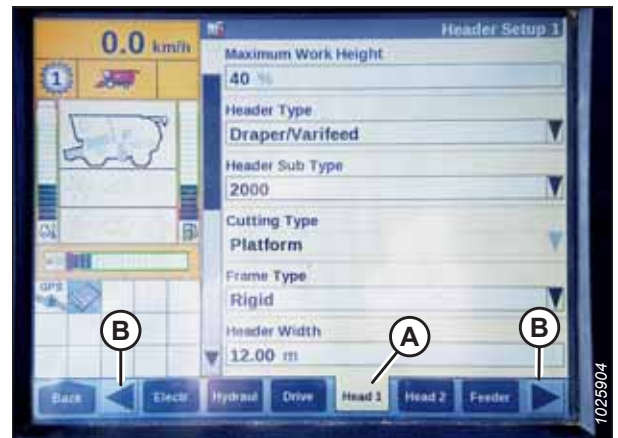 0.0 km/h
Header Setup 1
1
Maximum Work Height
40 %
Header Type
Draper/Varifeed
Header Sub Type
2000
Cutting Type
Platform
Frame Type
Rigid
GPS
Header Width
12.00 m
B
A
B
Back
Electr
Hydraul
Drive
Head 1
Head 2
Feeder
1025904